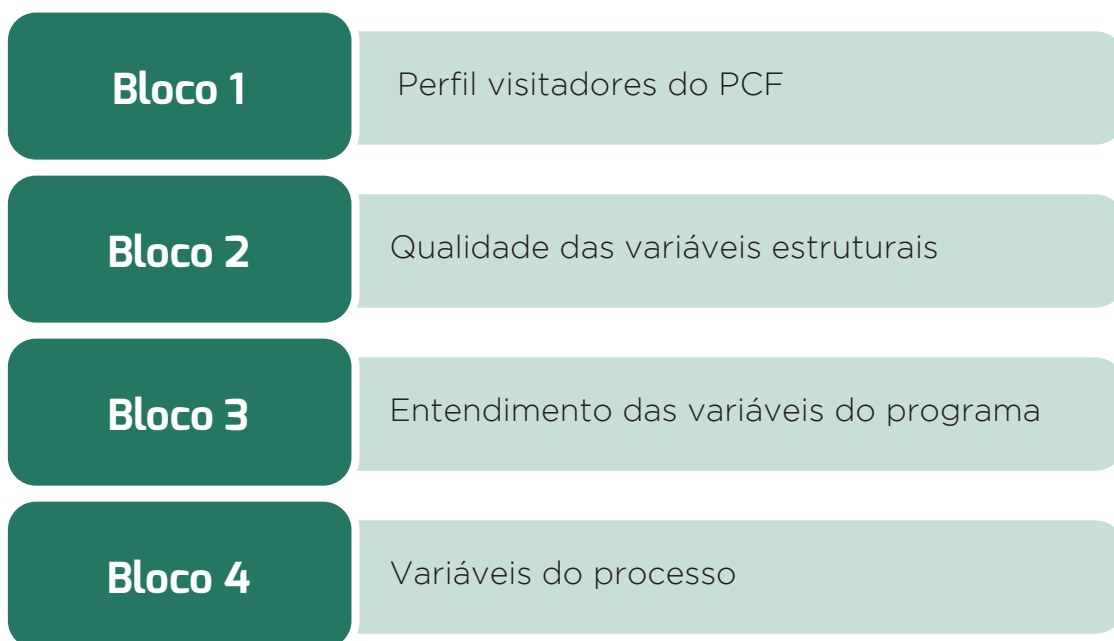 Bloco 1
Perfil visitadores do PCF
Bloco 2
Qualidade das variáveis estruturais
Bloco 3
Entendimento das variáveis do programa
Bloco 4
Variáveis do processo